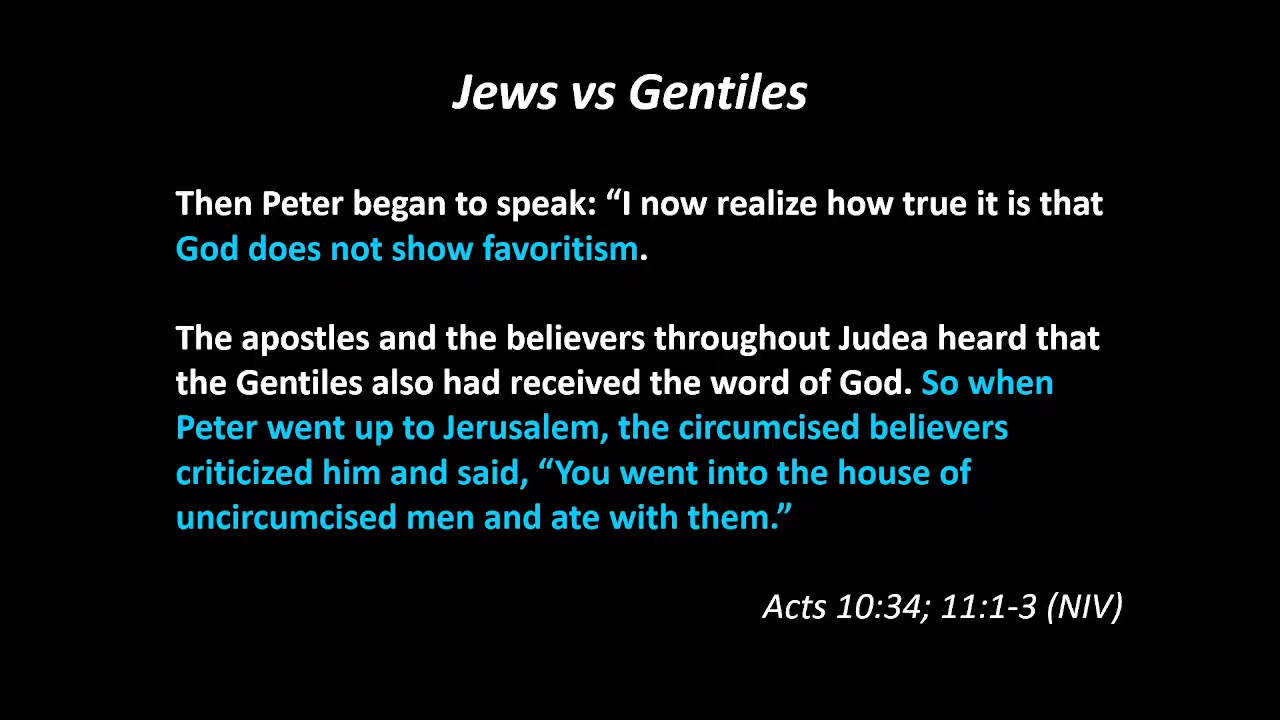 Jews vs Gentiles
Then Peter began to speak: “I now realize how true it is that
God does not show favoritism.
The apostles and the believers throughout Judea heard that
the Gentiles also had received the word of God. So when
Peter went up to Jerusalem, the circumcised believers
criticized him and said, “You went into the house of
uncircumcised men and ate with them.”
Acts 10:34; 11:1-3 (NIV)